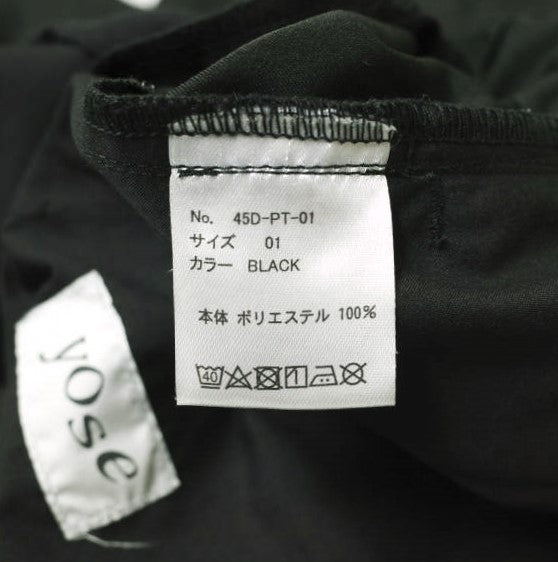 No. 45D-PT-01
サイズ 01
カラー BLACK
本体 ポリエステル 100%
40
yose